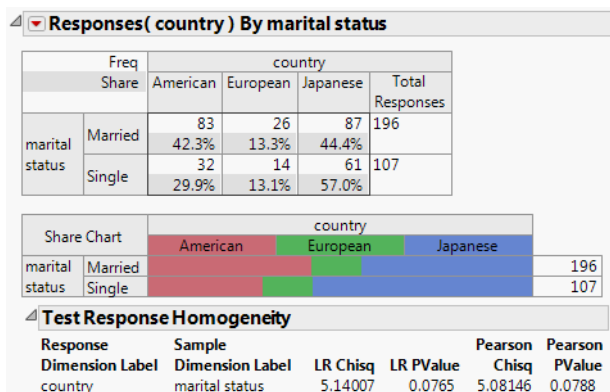 Responses( country ) By marital status
Freq country
Share American European Japanese Total
Responses
marital status Married 83 26 87 196
42.3% 13.3% 44.4%
Single 32 14 61 107
29.9% 13.1% 57.0%
Share Chart country
American European Japanese
marital status Married 196
Single 107
Test Response Homogeneity
Response Sample Pearson Pearson
Dimension Label Dimension Label LR Chisq LR PValue Chisq PValue
country marital status 5.14007 0.0765 5.08146 0.0788